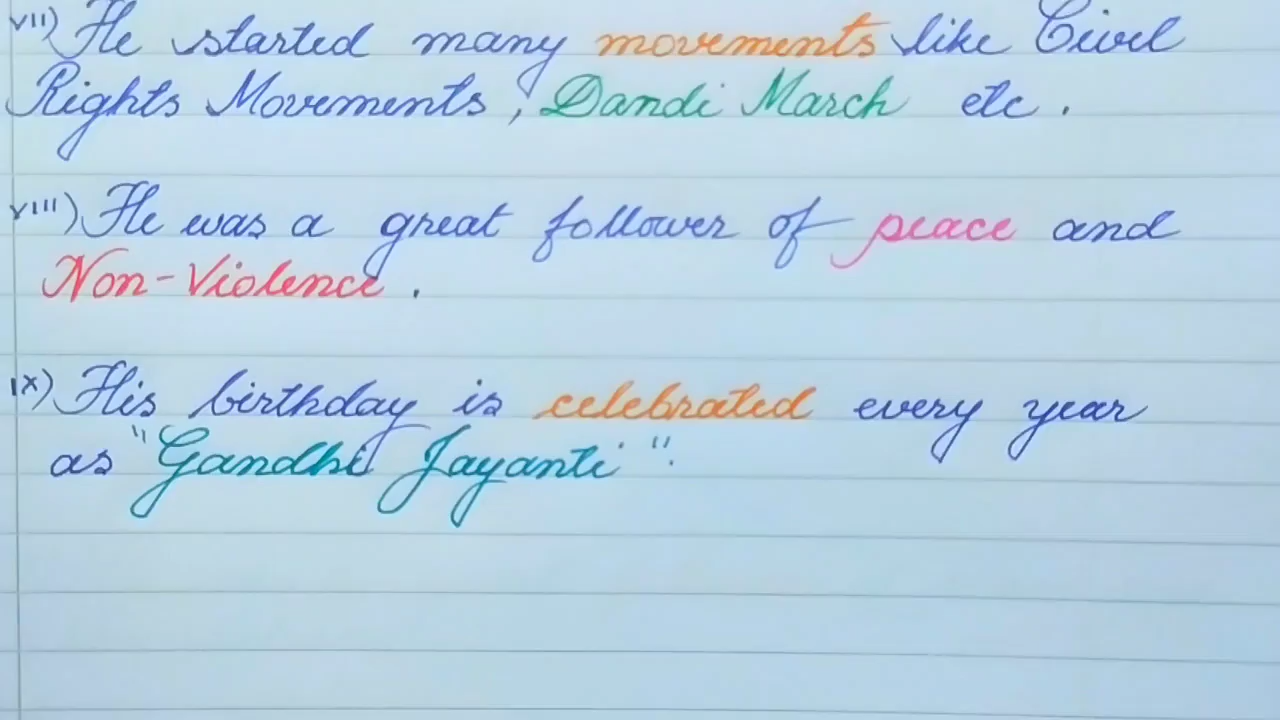 VII) He started many movements like Civil
Rights Movements, Dandi March etc.
VIII) He was a great follower of peace and
Non-Violence.
IX) His birthday is celebrated every year
as "Gandhi Jayanti".